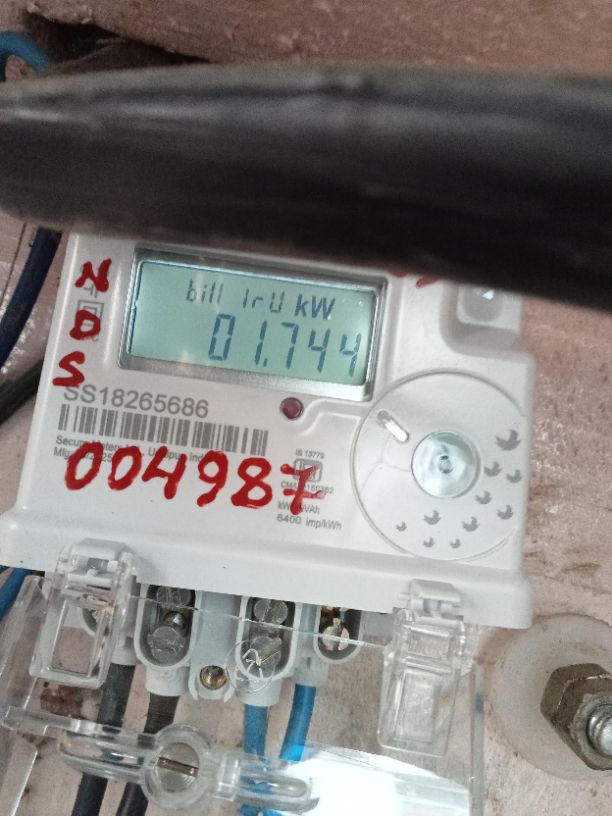 N
D
S
bill 1rU kW
01.744
SS18265686
004987
IS 13779
6400 imp/kWh